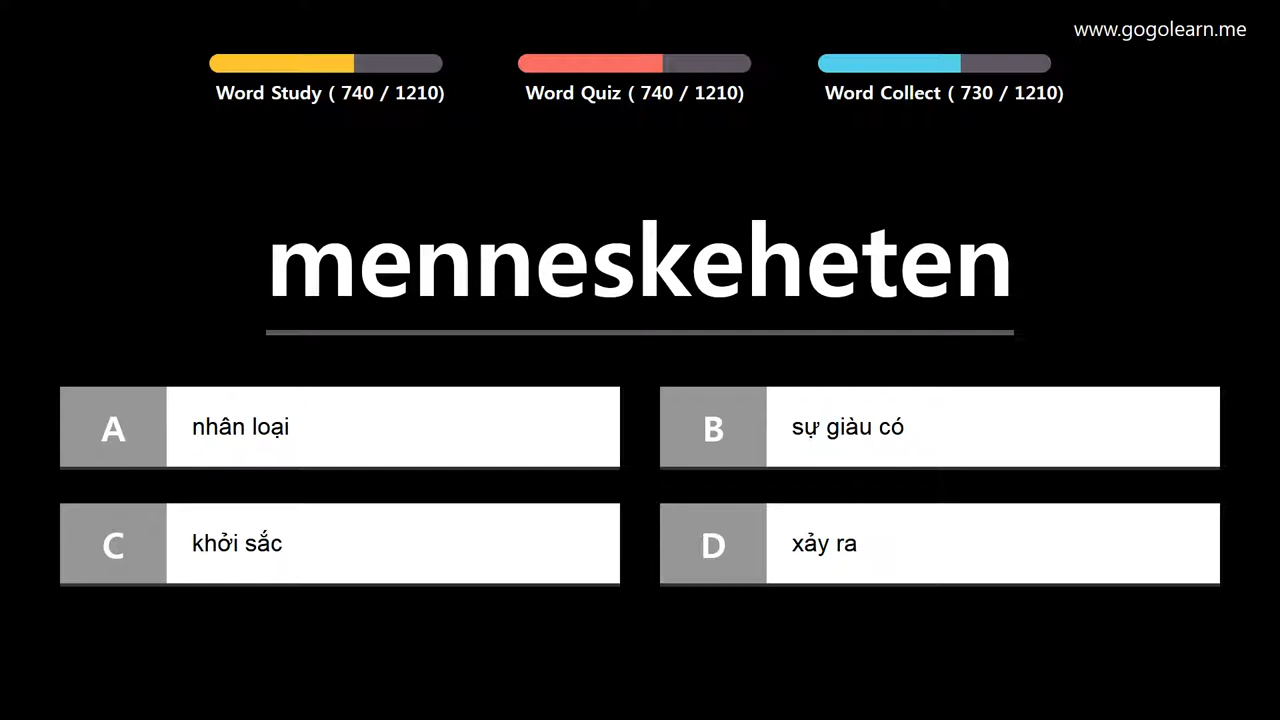 www.gogolearn.me
Word Study ( 740 / 1210)
Word Quiz ( 740 / 1210)
Word Collect ( 730 / 1210)
menneskeheten
A
nhân loại
B
sự giàu có
C
khởi sắc
D
xảy ra